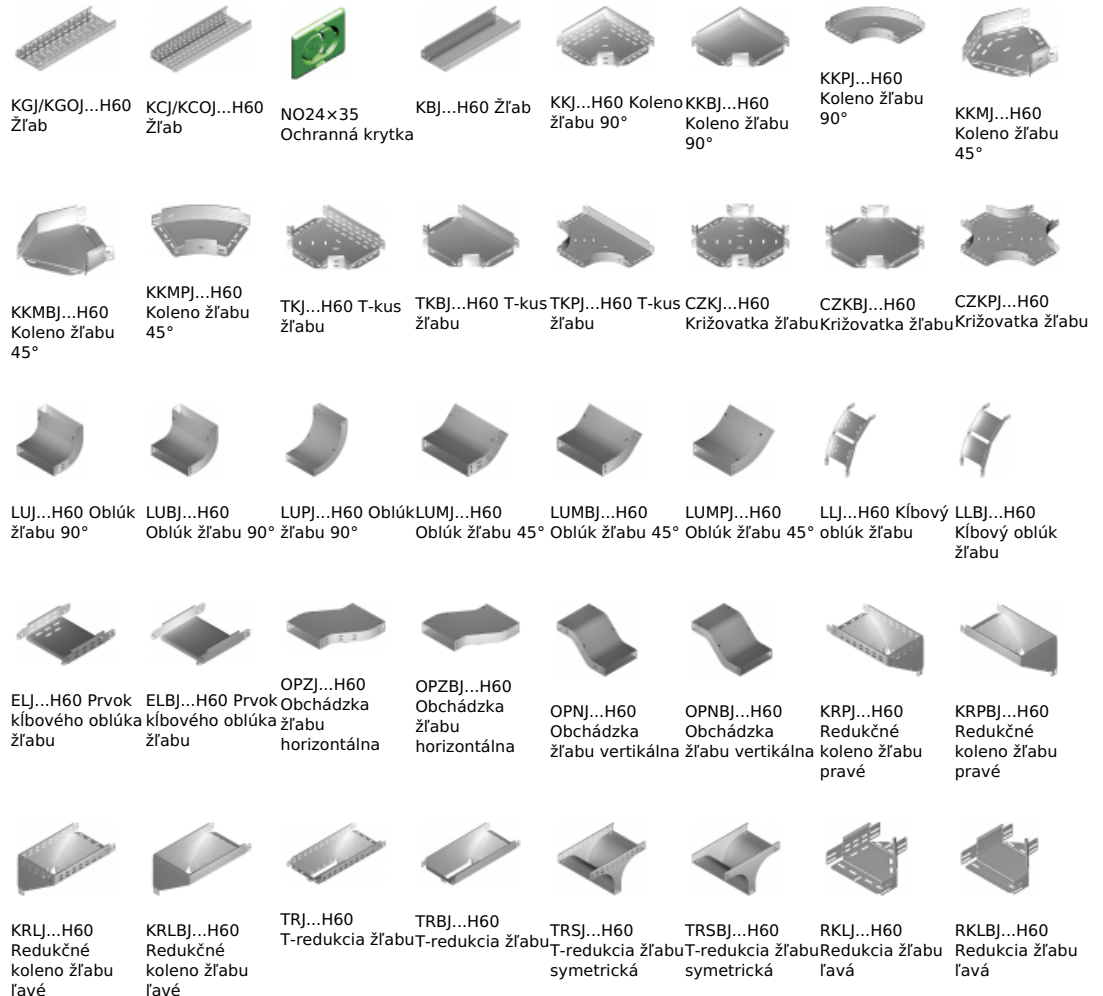 KGJ/KGOJ...H60
Žľab
KCJ/KCOJ...H60
Žľab
NO24×35
Ochranná krytka
KBJ...H60 Žľab
KKJ...H60 Koleno
žľabu 90°
KKBJ...H60
Koleno žľabu
90°
KKPJ...H60
Koleno žľabu
90°
KKMJ...H60
Koleno žľabu
45°
KKMBJ...H60
Koleno žľabu
45°
KKMPJ...H60
Koleno žľabu
45°
TKJ...H60 T-kus
žľabu
TKBJ...H60 T-kus
žľabu
TKPJ...H60 T-kus
žľabu
CZKJ...H60
Križovatka žľabu
CZKBJ...H60
Križovatka žľabu
CZKPJ...H60
Križovatka žľabu
LUJ...H60 Oblúk
žľabu 90°
LUBJ...H60
Oblúk žľabu 90°
LUPJ...H60 Oblúk
žľabu 90°
LUMJ...H60
Oblúk žľabu 45°
LUMBJ...H60
Oblúk žľabu 45°
LUMPJ...H60
Oblúk žľabu 45°
LLJ...H60 Kĺbový
oblúk žľabu
LLBJ...H60
Kĺbový oblúk
žľabu
ELJ...H60 Prvok
kĺbového oblúka
žľabu
ELBJ...H60 Prvok
kĺbového oblúka
žľabu
OPZJ...H60
Obchádzka
žľabu
horizontálna
OPZBJ...H60
Obchádzka
žľabu
horizontálna
OPNJ...H60
Obchádzka
žľabu vertikálna
OPNBJ...H60
Obchádzka
žľabu vertikálna
KRPJ...H60
Redukčné
koleno žľabu
pravé
KRPBJ...H60
Redukčné
koleno žľabu
pravé
KRLJ...H60
Redukčné
koleno žľabu
ľavé
KRLBJ...H60
Redukčné
koleno žľabu
ľavé
TRJ...H60
T-redukcia žľabu
TRBJ...H60
T-redukcia žľabu
TRSJ...H60
T-redukcia žľabu
symetrická
TRSBJ...H60
T-redukcia žľabu
symetrická
RKLJ...H60
Redukcia žľabu
ľavá
RKLBJ...H60
Redukcia žľabu
ľavá